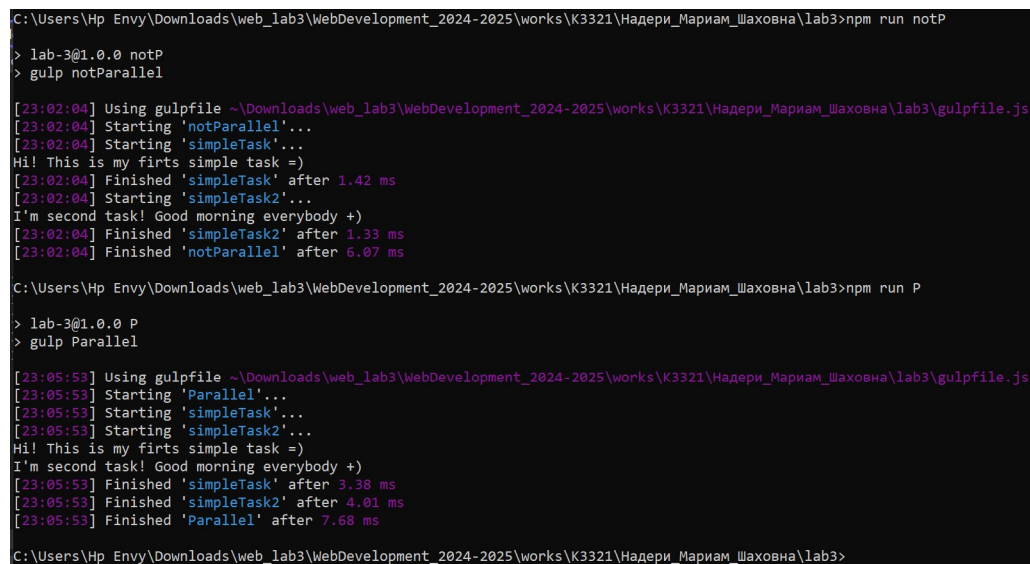 C:\Users\Hp Envy\Downloads\web_lab3\WebDevelopment_2024-2025\works\K3321\Надери_Мариам_Шаховна\lab3>npm run notP
> lab-3@1.0.0 notP
> gulp notParallel
[23:02:04] Using gulpfile ~\Downloads\web_lab3\WebDevelopment_2024-2025\works\K3321\Надери_Мариам_Шаховна\lab3\gulpfile.js
[23:02:04] Starting 'notParallel'...
[23:02:04] Starting 'simpleTask'...
Hi! This is my firts simple task =)
[23:02:04] Finished 'simpleTask' after 1.42 ms
[23:02:04] Starting 'simpleTask2'...
I'm second task! Good morning everybody +)
[23:02:04] Finished 'simpleTask2' after 1.33 ms
[23:02:04] Finished 'notParallel' after 6.07 ms
C:\Users\Hp Envy\Downloads\web_lab3\WebDevelopment_2024-2025\works\K3321\Надери_Мариам_Шаховна\lab3>npm run P
> lab-3@1.0.0 P
> gulp Parallel
[23:05:53] Using gulpfile ~\Downloads\web_lab3\WebDevelopment_2024-2025\works\K3321\Надери_Мариам_Шаховна\lab3\gulpfile.js
[23:05:53] Starting 'Parallel'...
[23:05:53] Starting 'simpleTask'...
[23:05:53] Starting 'simpleTask2'...
Hi! This is my firts simple task =)
I'm second task! Good morning everybody +)
[23:05:53] Finished 'simpleTask' after 3.38 ms
[23:05:53] Finished 'simpleTask2' after 4.01 ms
[23:05:53] Finished 'Parallel' after 7.68 ms
C:\Users\Hp Envy\Downloads\web_lab3\WebDevelopment_2024-2025\works\K3321\Надери_Мариам_Шаховна\lab3>